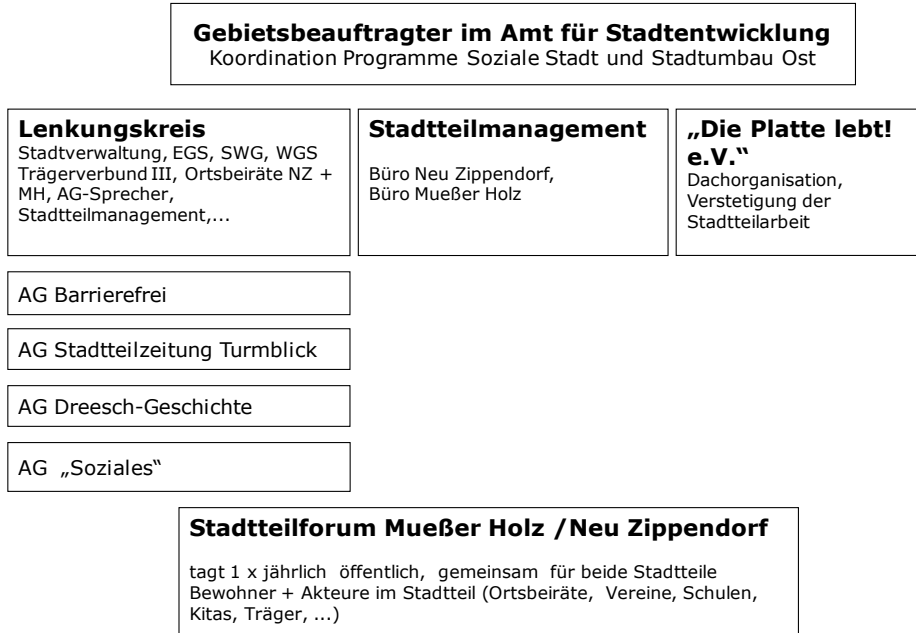 Gebietsbeauftragter im Amt für Stadtentwicklung
Koordination Programme Soziale Stadt und Stadtumbau Ost
Lenkungskreis
Stadtverwaltung, EGS, SWG, WGS
Trägerverbund III, Ortsbeiräte NZ +
MH, AG-Sprecher,
Stadtteilmanagement,...
Stadtteilmanagement
Büro Neu Zippendorf,
Büro Mueßer Holz
„Die Platte lebt!
e.V.“
Dachorganisation,
Verstetigung der
Stadtteilarbeit
AG Barrierefrei
AG Stadtteilzeitung Turmblick
AG Dreesch-Geschichte
AG „Soziales“
Stadtteilforum Mueßer Holz /Neu Zippendorf
tagt 1 x jährlich öffentlich, gemeinsam für beide Stadtteile
Bewohner + Akteure im Stadtteil (Ortsbeiräte, Vereine, Schulen,
Kitas, Träger, ...)